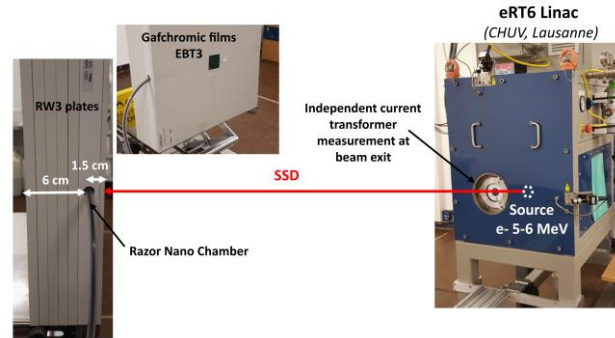 eRT6 Linac
(CHUV, Lausanne)
Gafchromic films
EBT3
RW3 plates
Independent current
transformer
measurement at
beam exit
1.5 cm
6 cm
SSD
Source
e- 5-6 MeV
Razor Nano Chamber